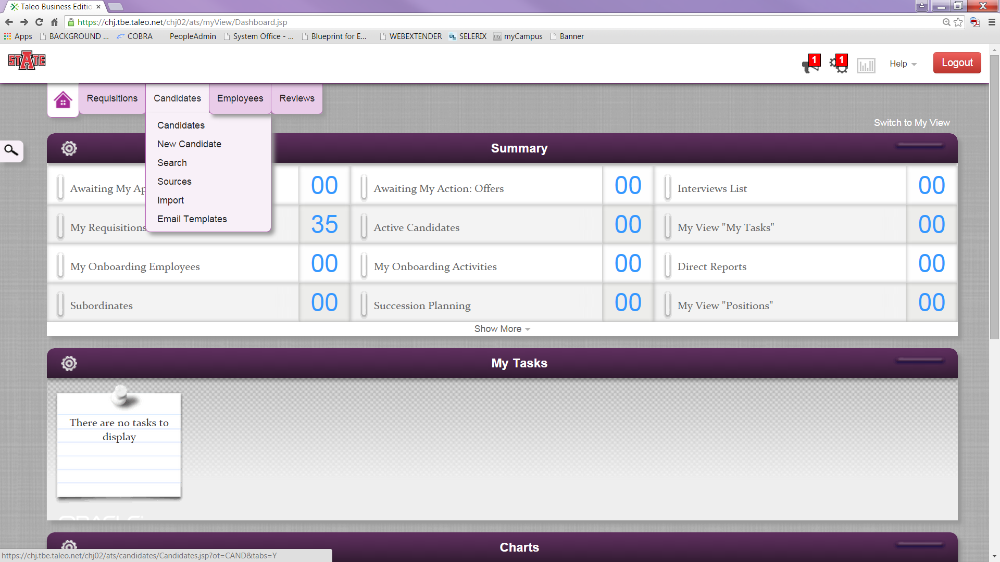 Taleo Business Editio
https://chj.tbe.taleo.net/chj02/ats/myView/Dashboard.jsp
Apps BACKGROUND ... COBRA PeopleAdmin System Office - ... Blueprint for E... WEBEXTENDER UL SELERIX my myCampus Banner
STATE
1 1 Help Logout
Requisitions Candidates Employees Reviews
Switch to My View
Candidates
New Candidate
Search
Sources
Import
Email Templates
Summary
Awaiting My Ap 00 Awaiting My Action: Offers 00 Interviews List 00
My Requisitions 35 Active Candidates 00 My View "My Tasks" 00
My Onboarding Employees 00 My Onboarding Activities 00 Direct Reports 00
Subordinates 00 Succession Planning 00 My View "Positions" 00
Show More
My Tasks
There are no tasks to
display
ORACLE
Charts
https://chj.tbe.taleo.net/chj02/ats/candidates/Candidates.jsp?ot=CAND&tabs=Y